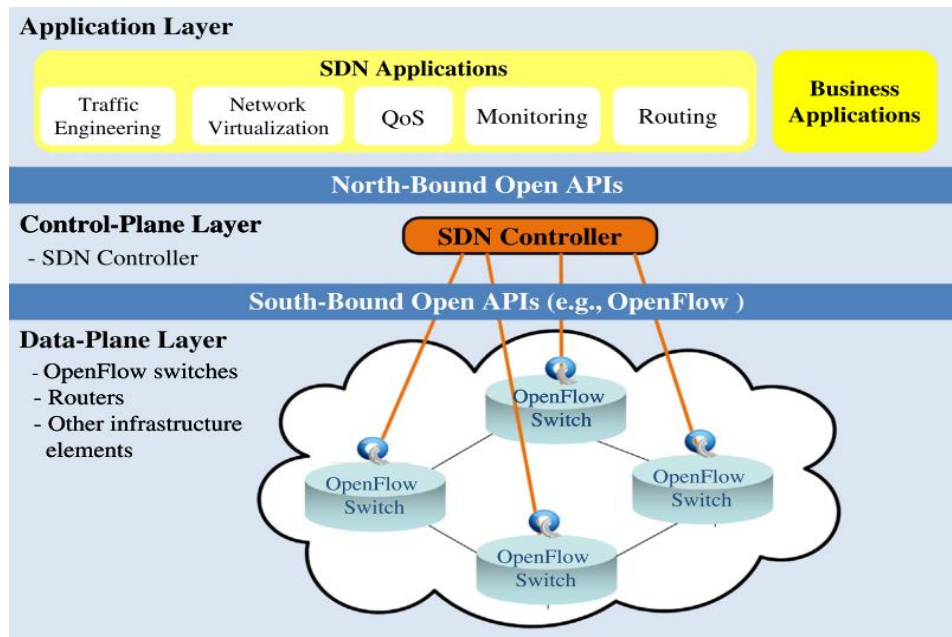 Application Layer
SDN Applications
Traffic
Engineering
Network
Virtualization
QoS
Monitoring
Routing
Business
Applications
North-Bound Open APIs
Control-Plane Layer
- SDN Controller
SDN Controller
South-Bound Open APIs (e.g., OpenFlow )
Data-Plane Layer
- OpenFlow switches
- Routers
- Other infrastructure
elements
OpenFlow
Switch
OpenFlow
Switch
OpenFlow
Switch
OpenFlow
Switch